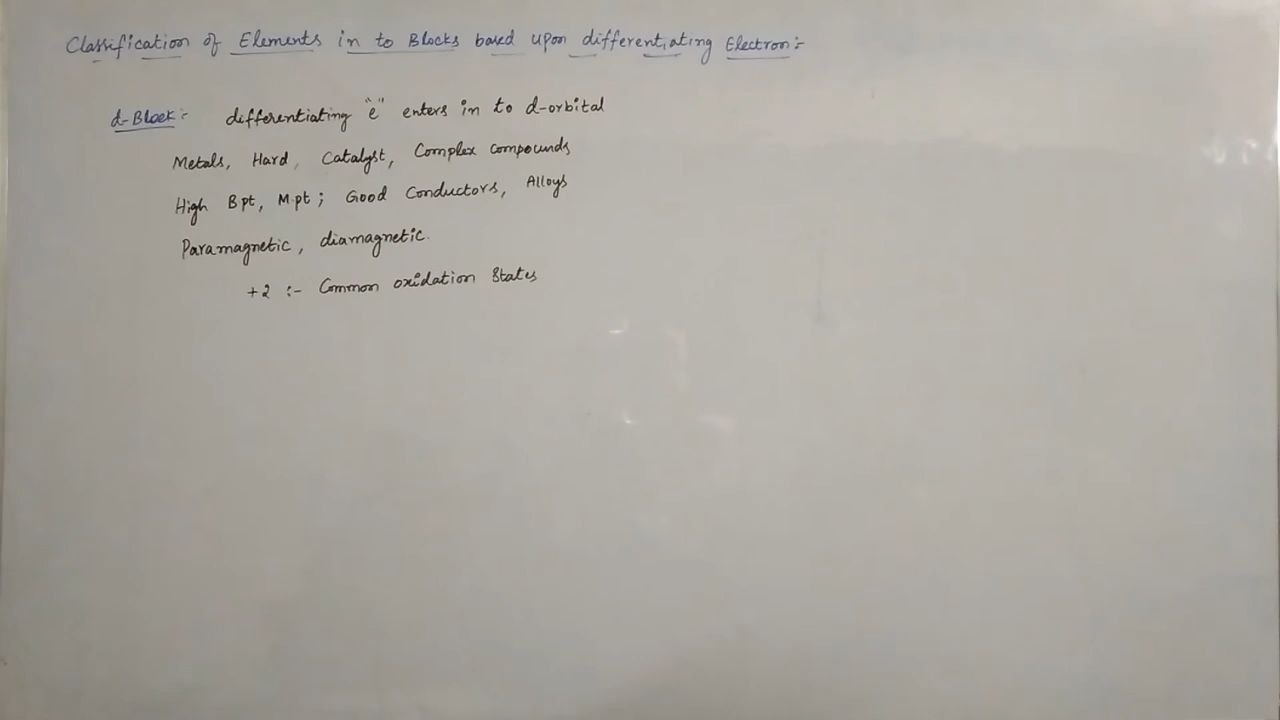 Classification of Elements in to Blocks based upon differentiating Electron:-
d-Block:- differentiating "e" enters in to d-orbital
Metals, Hard, Catalyst, Complex compounds
High Bpt, M.pt; Good Conductors, Alloys
Paramagnetic, diamagnetic.
+2 :- Common oxidation States